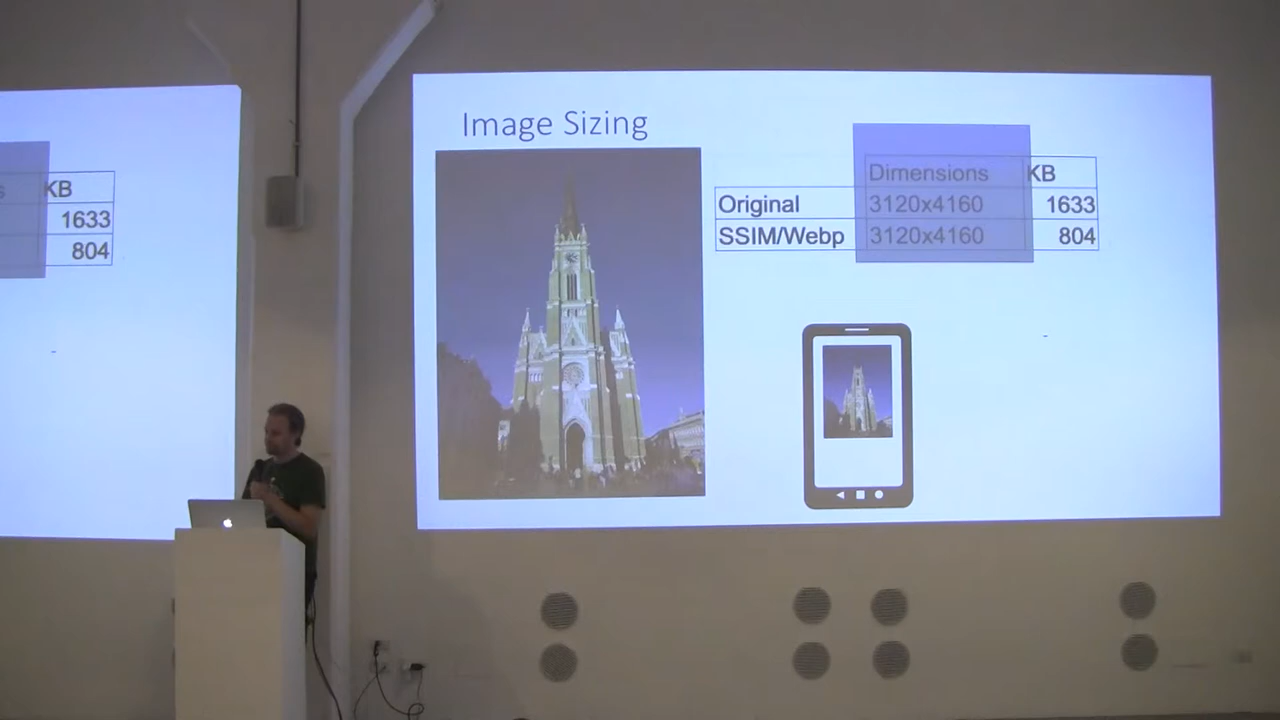 s KB
1633
804
Image Sizing
Dimensions KB
Original 3120x4160 1633
SSIM/Webp 3120x4160 804